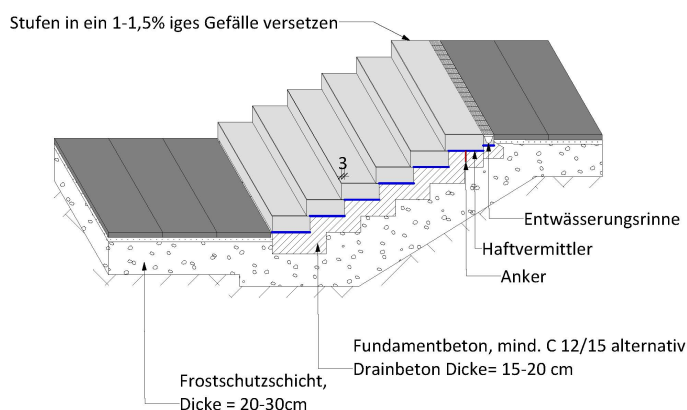 Stufen in ein 1-1,5% iges Gefälle versetzen
3
Entwässerungsrinne
Haftvermittler
Anker
Fundamentbeton, mind. C 12/15 alternativ
Drainbeton Dicke= 15-20 cm
Frostschutzschicht,
Dicke = 20-30cm